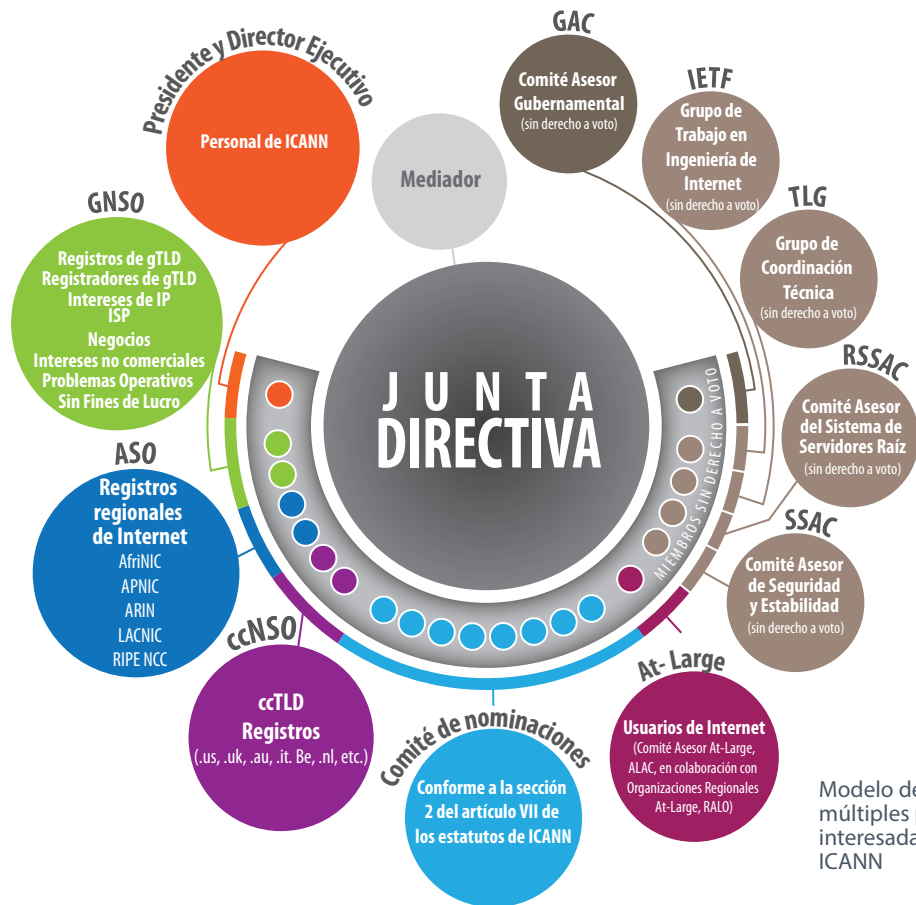 Presidente y Director Ejecutivo
Personal de ICANN
Mediador
GAC
Comité Asesor
Gubernamental
(sin derecho a voto)
IETF
Grupo de
Trabajo en
Ingeniería de
Internet
(sin derecho a voto)
TLG
Grupo de
Coordinación
Técnica
(sin derecho a voto)
RSSAC
Comité Asesor
del Sistema de
Servidores Raíz
(sin derecho a voto)
SSAC
Comité Asesor
de Seguridad
y Estabilidad
(sin derecho a voto)
GNSO
Registros de gTLD
Registradores de gTLD
Intereses de IP
ISP
Negocios
Intereses no comerciales
Problemas Operativos
Sin Fines de Lucro
JUNTA
DIRECTIVA
MIEMBROS SIN DERECHO A VOTO
ASO
Registros
regionales
de Internet
AfriNIC
APNIC
ARIN
LACNIC
RIPE NCC
ccNSO
ccTLD
Registros
(.us, .uk, .au, .it. Be, .nl, etc.)
Comité de nominaciones
Conforme a la sección
2 del artículo VII de
los estatutos de ICANN
At- Large
Usuarios de Internet
(Comité Asesor At-Large,
ALAC, en colaboración con
Organizaciones Regionales
At-Large, RALO)
Modelo de
múltiples
interesada
ICANN